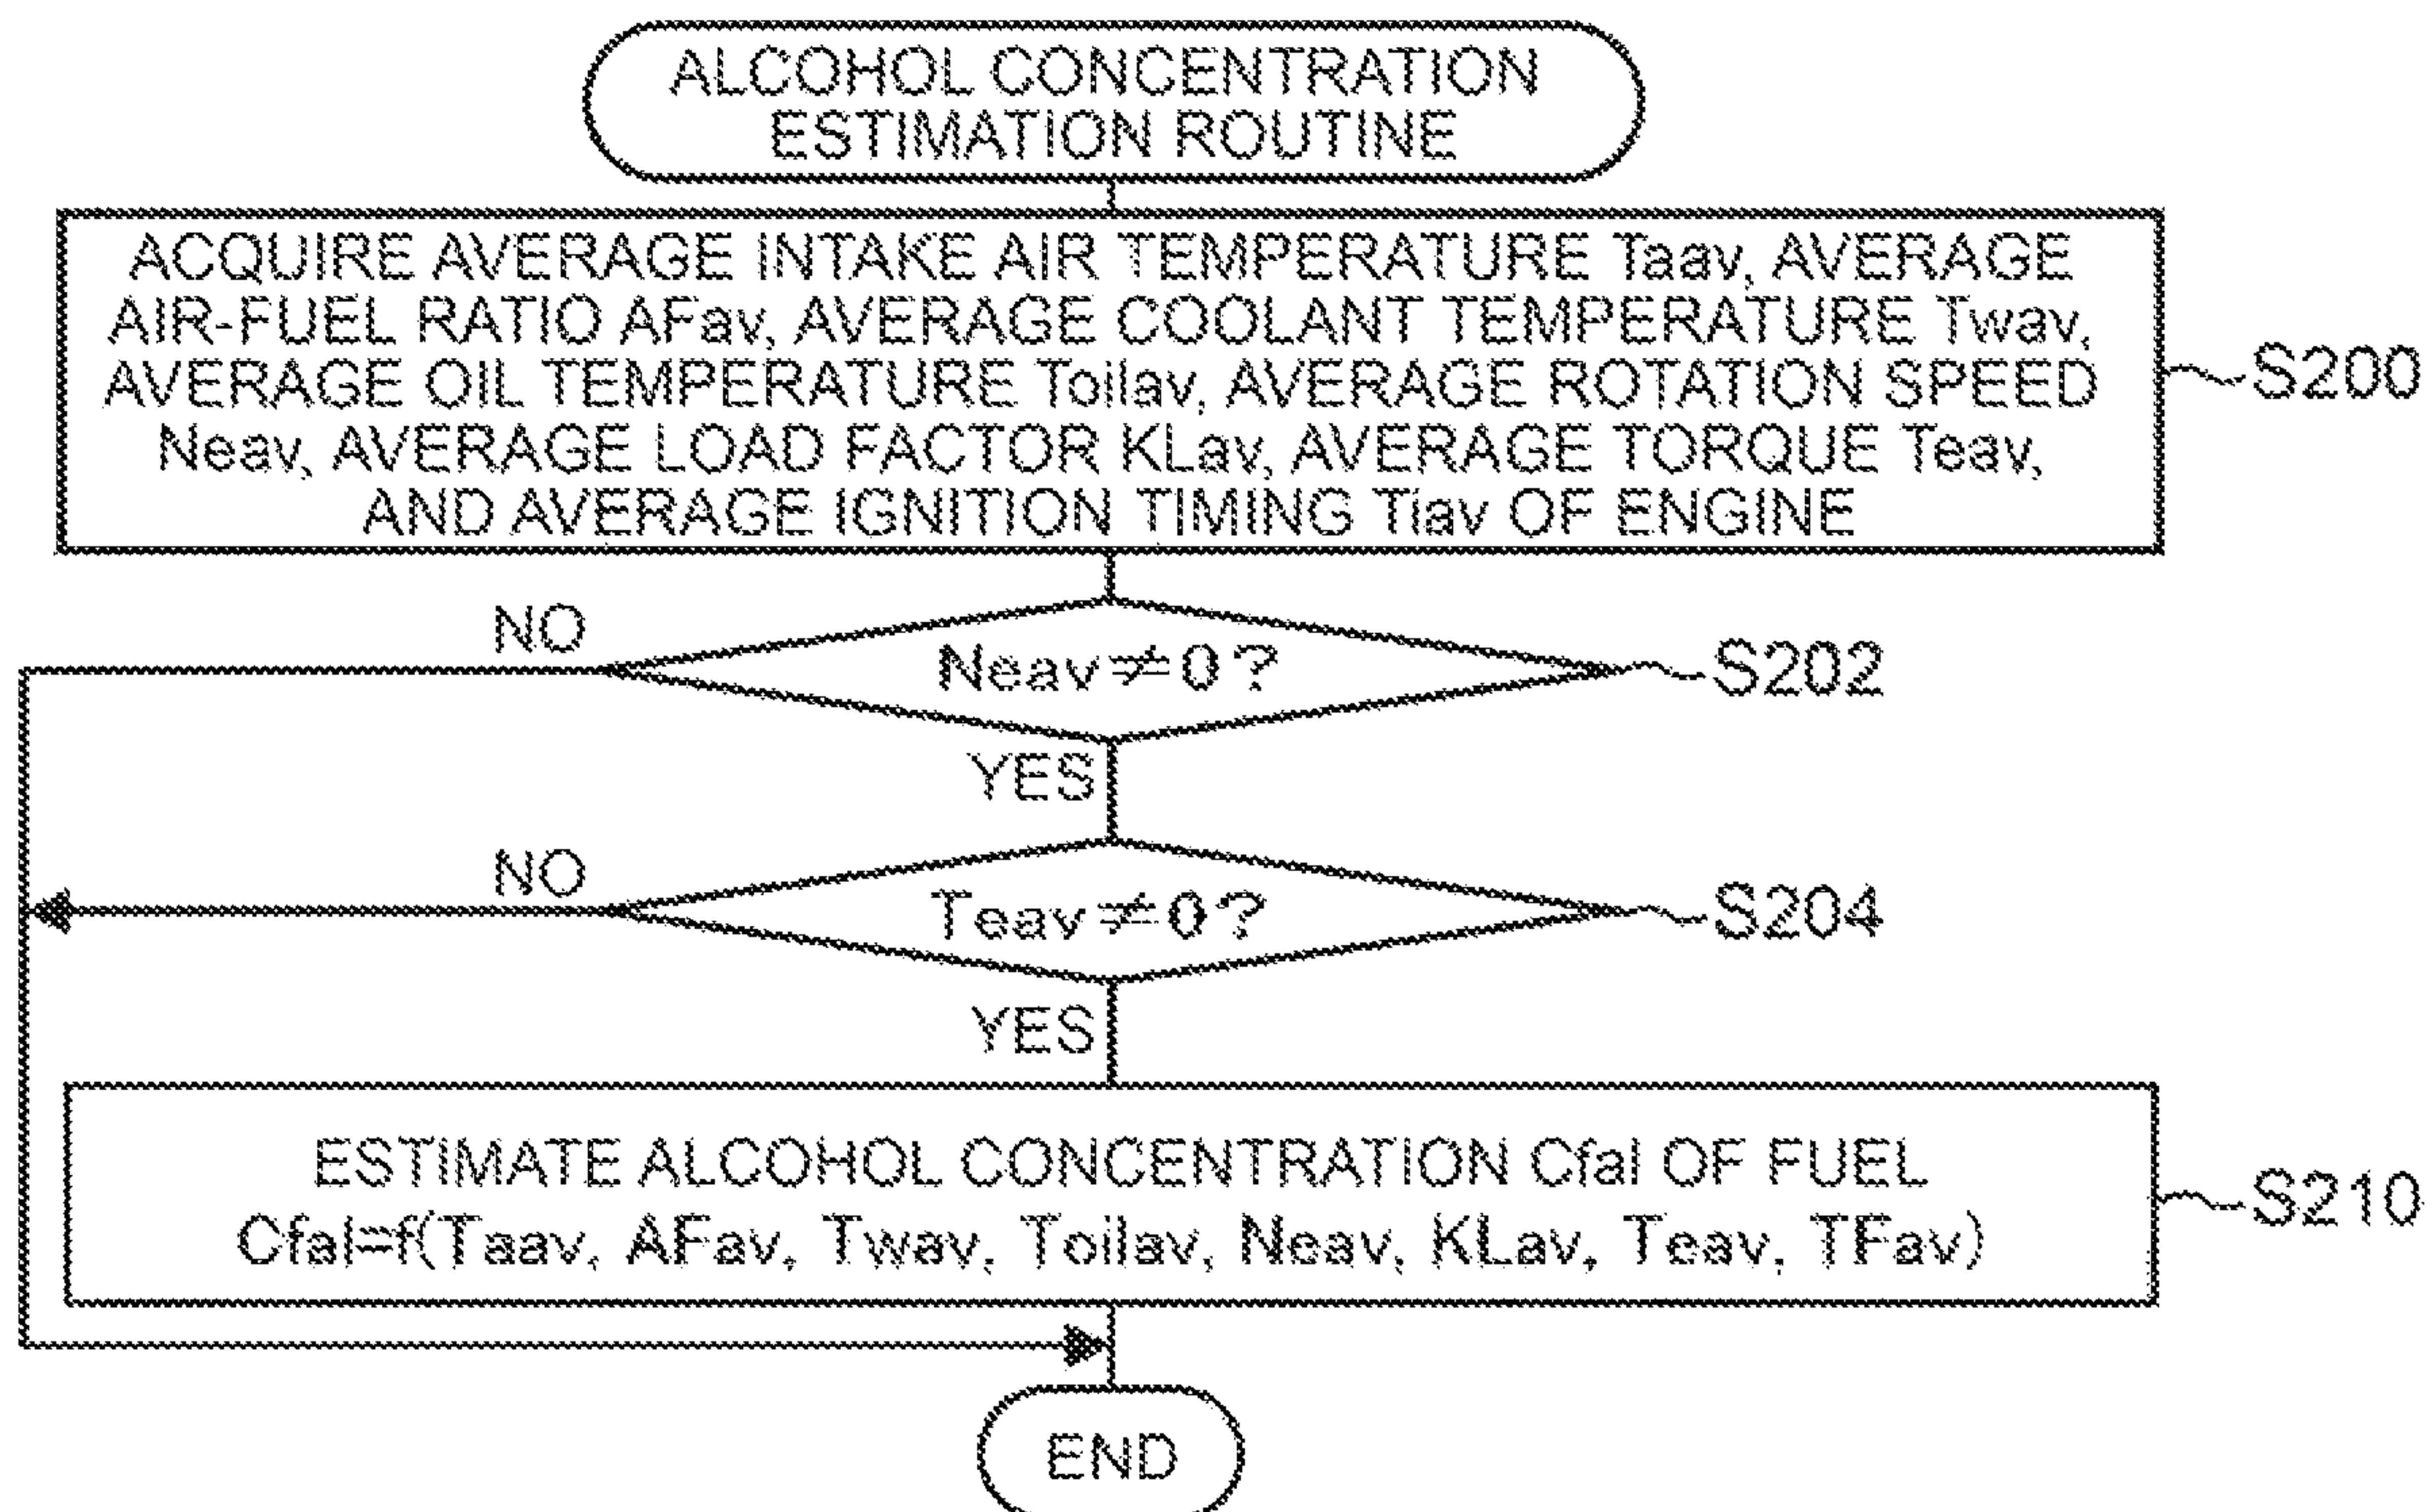 ALCOHOL CONCENTRATION
ESTIMATION ROUTINE
ACQUIRE AVERAGE INTAKE AIR TEMPERATURE Taav, AVERAGE
AIR-FUEL RATIO AFav, AVERAGE COOLANT TEMPERATURE Twav,
AVERAGE OIL TEMPERATURE Toilav, AVERAGE ROTATION SPEED
Neav, AVERAGE LOAD FACTOR KLav, AVERAGE TORQUE Teav,
AND AVERAGE IGNITION TIMING Tiav OF ENGINE
S200
NO
Neav≠0?
S202
YES
NO
Teav≠0?
S204
YES
ESTIMATE ALCOHOL CONCENTRATION Cfal OF FUEL
Cfal=f(Taav, AFav, Twav, Toilav, Neav, KLav, Teav, TFav)
S210
END